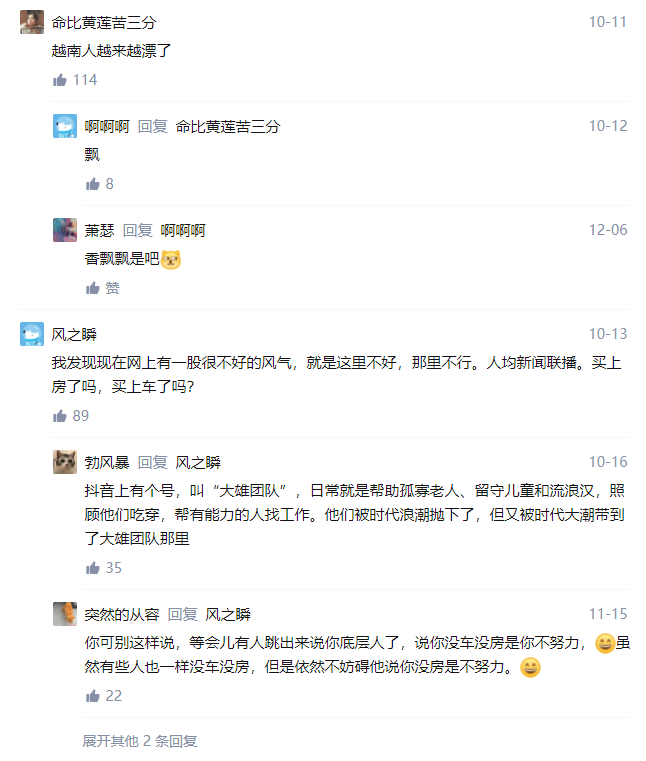 命比黄莲苦三分 10-11
越南人越来越漂了
114
啊啊啊 回复 命比黄莲苦三分 10-12
飘
8
萧瑟 回复 啊啊啊 12-06
香飘飘是吧
赞
风之瞬 10-13
我发现现在网上有一股很不好的风气，就是这里不好，那里不行。人均新闻联播。买上
房了吗，买上车了吗？
89
勃风暴 回复 风之瞬 10-16
抖音上有个号，叫“大雄团队”，日常就是帮助孤寡老人、留守儿童和流浪汉，照
顾他们吃穿，帮有能力的人找工作。他们被时代浪潮抛下了，但又被时代大潮带到
了大雄团队那里
35
突然的从容 回复 风之瞬 11-15
你可别这样说，等会儿有人跳出来说你底层人了，说你没车没房是你不努力，😄虽
然有些人也一样没车没房，但是依然不妨碍他说你没房是不努力。😄
22
展开其他 2 条回复